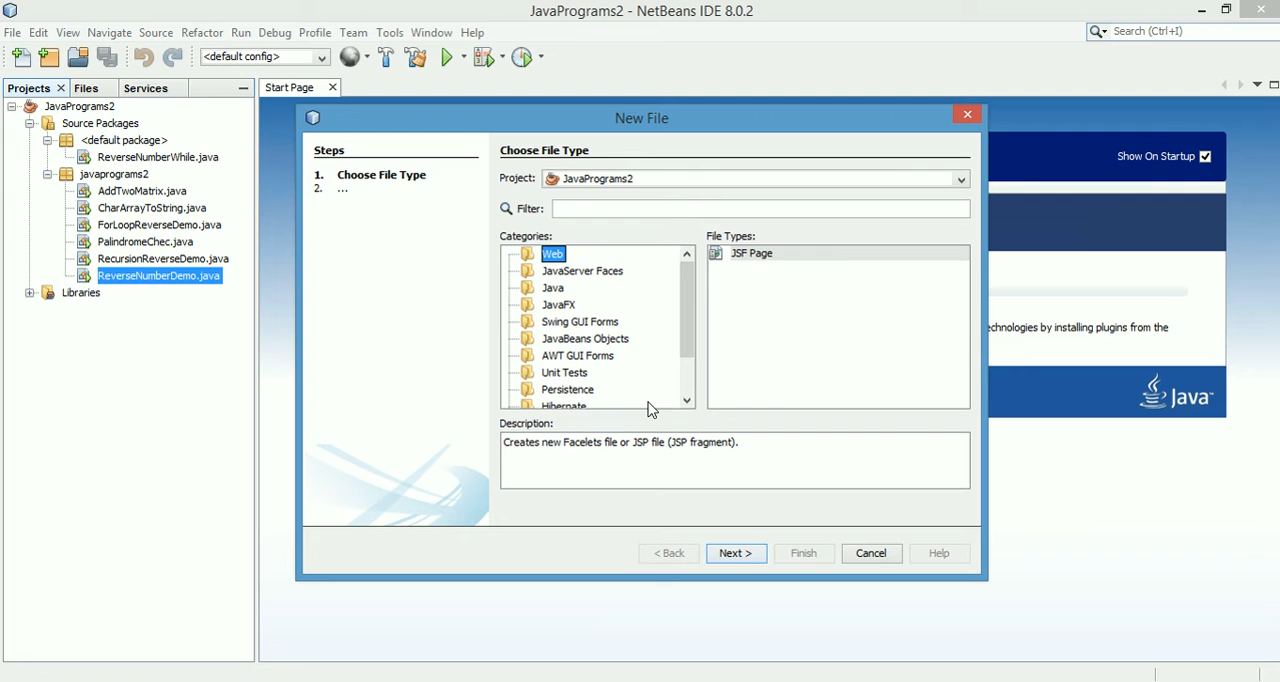 JavaPrograms2 - NetBeans IDE 8.0.2
File Edit View Navigate Source Refactor Run Debug Profile Team Tools Window Help
Search (Ctrl+I)
<default config>
Projects Files Services
Start Page
JavaPrograms2
Source Packages
<default package>
ReverseNumberWhile.java
javaprograms2
AddTwoMatrix.java
CharArrayToString.java
ForLoopReverseDemo.java
PalindromeChec.java
RecursionReverseDemo.java
ReverseNumberDemo.java
Libraries
Show On Startup
echnologies by installing plugins from the
Java
New File
Steps
1. Choose File Type
2. ...
Choose File Type
Project: JavaPrograms2
Filter:
Categories:
Web
JavaServer Faces
Java
JavaFX
Swing GUI Forms
JavaBeans Objects
AWT GUI Forms
Unit Tests
Persistence
Hibernate
File Types:
JSF Page
Description:
Creates new Facelets file or JSP file (JSP fragment).
< Back Next > Finish Cancel Help